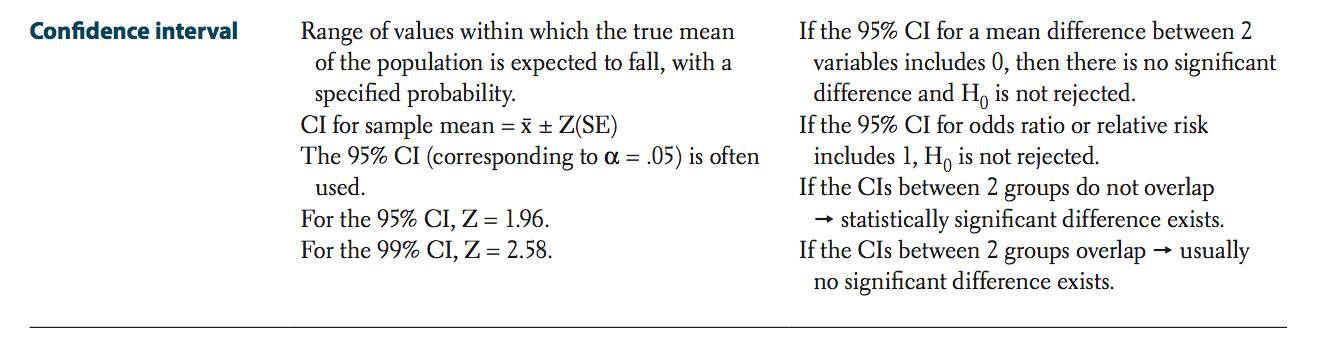 Confidence interval
Range of values within which the true mean
of the population is expected to fall, with a
specified probability.
CI for sample mean = x̄ ± Z(SE)
The 95% CI (corresponding to α = .05) is often
used.
For the 95% CI, Z = 1.96.
For the 99% CI, Z = 2.58.
If the 95% CI for a mean difference between 2
variables includes 0, then there is no significant
difference and H₀ is not rejected.
If the 95% CI for odds ratio or relative risk
includes 1, H₀ is not rejected.
If the CIs between 2 groups do not overlap
→ statistically significant difference exists.
If the CIs between 2 groups overlap → usually
no significant difference exists.